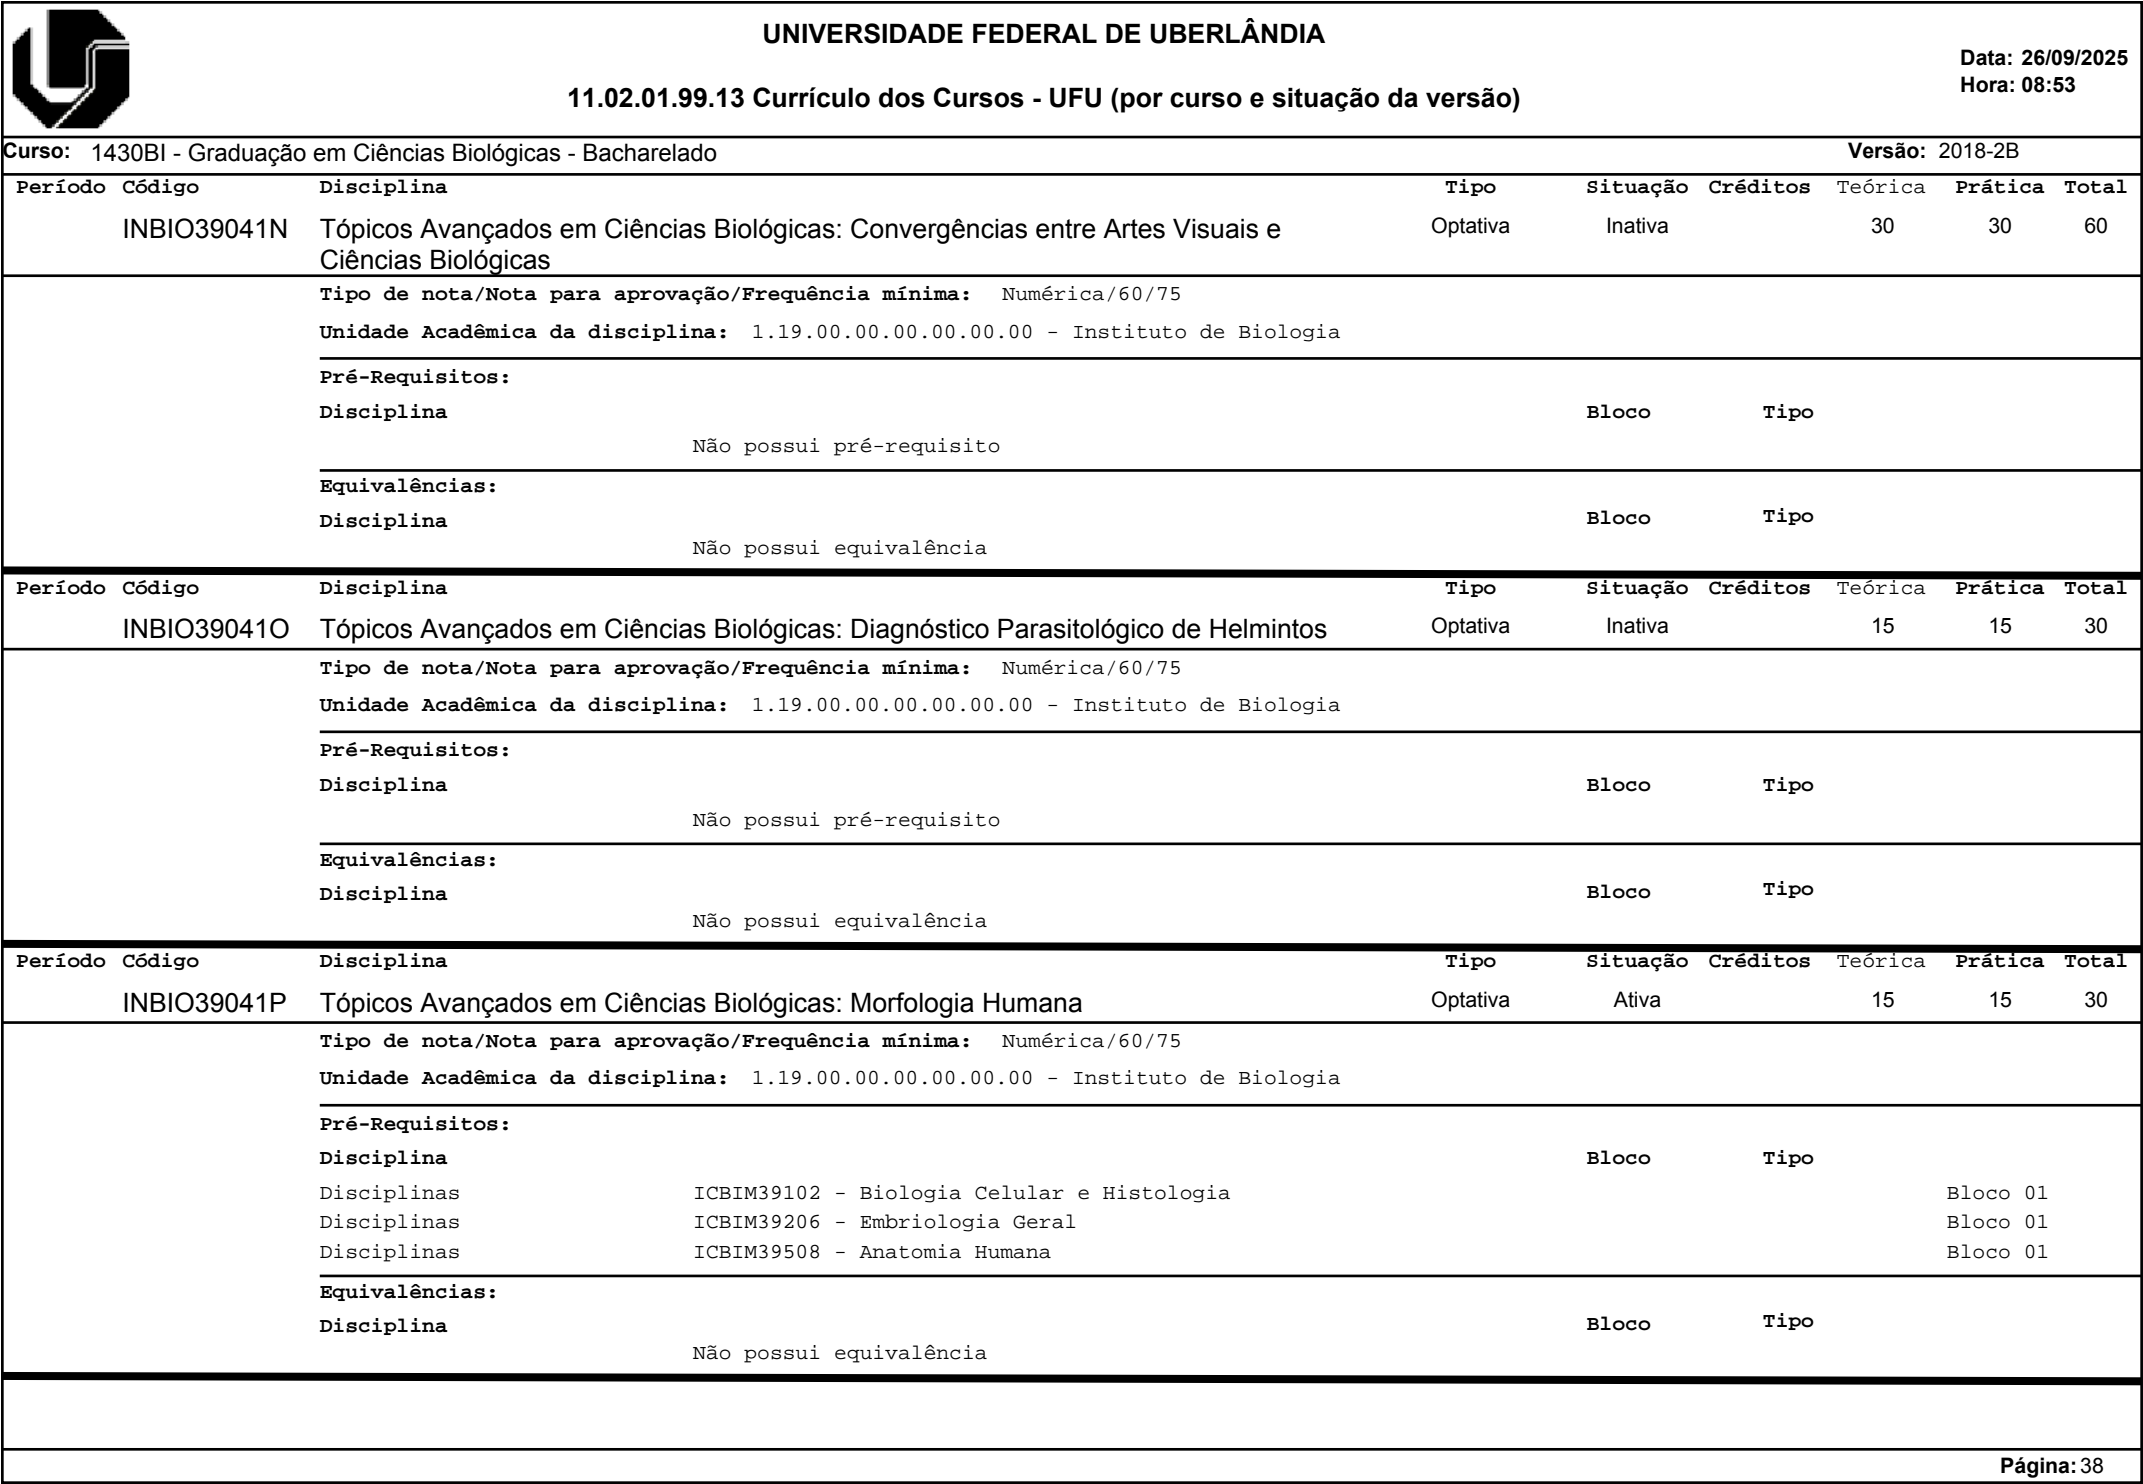 UNIVERSIDADE FEDERAL DE UBERLÂNDIA
Data: 26/09/2025
Hora: 08:53
11.02.01.99.13 Currículo dos Cursos - UFU (por curso e situação da versão)
Curso: 1430BI - Graduação em Ciências Biológicas - Bacharelado Versão: 2018-2B
Período Código Disciplina Tipo Situação Créditos Teórica Prática Total
INBIO39041N Tópicos Avançados em Ciências Biológicas: Convergências entre Artes Visuais e Optativa Inativa 30 30 60
Ciências Biológicas
Tipo de nota/Nota para aprovação/Frequência mínima: Numérica/60/75
Unidade Acadêmica da disciplina: 1.19.00.00.00.00.00.00 - Instituto de Biologia
Pré-Requisitos:
Disciplina Bloco Tipo
Não possui pré-requisito
Equivalências:
Disciplina Bloco Tipo
Não possui equivalência
Período Código Disciplina Tipo Situação Créditos Teórica Prática Total
INBIO39041O Tópicos Avançados em Ciências Biológicas: Diagnóstico Parasitológico de Helmintos Optativa Inativa 15 15 30
Tipo de nota/Nota para aprovação/Frequência mínima: Numérica/60/75
Unidade Acadêmica da disciplina: 1.19.00.00.00.00.00.00 - Instituto de Biologia
Pré-Requisitos:
Disciplina Bloco Tipo
Não possui pré-requisito
Equivalências:
Disciplina Bloco Tipo
Não possui equivalência
Período Código Disciplina Tipo Situação Créditos Teórica Prática Total
INBIO39041P Tópicos Avançados em Ciências Biológicas: Morfologia Humana Optativa Ativa 15 15 30
Tipo de nota/Nota para aprovação/Frequência mínima: Numérica/60/75
Unidade Acadêmica da disciplina: 1.19.00.00.00.00.00.00 - Instituto de Biologia
Pré-Requisitos:
Disciplina Bloco Tipo
Disciplinas ICBIM39102 - Biologia Celular e Histologia Bloco 01
Disciplinas ICBIM39206 - Embriologia Geral Bloco 01
Disciplinas ICBIM39508 - Anatomia Humana Bloco 01
Equivalências:
Disciplina Bloco Tipo
Não possui equivalência
Página: 38